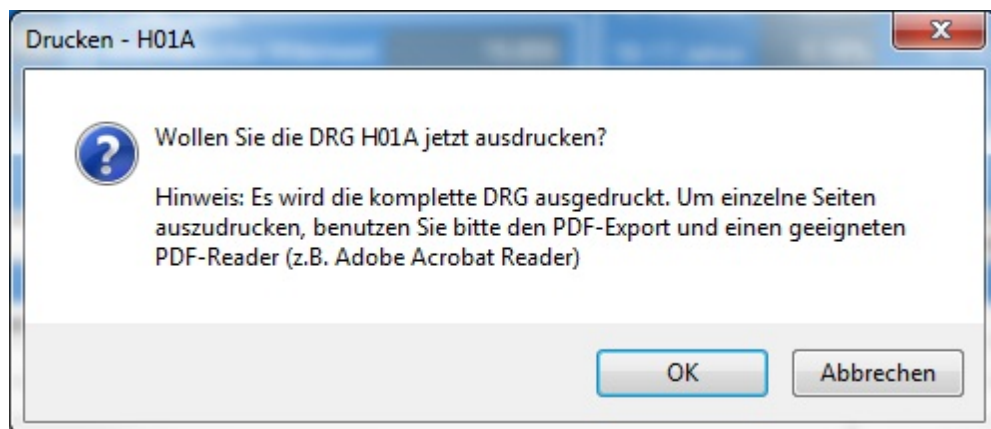 Drucken - H01A
Wollen Sie die DRG H01A jetzt ausdrucken?
Hinweis: Es wird die komplette DRG ausgedruckt. Um einzelne Seiten
auszudrucken, benutzen Sie bitte den PDF-Export und einen geeigneten
PDF-Reader (z.B. Adobe Acrobat Reader)
OK
Abbrechen